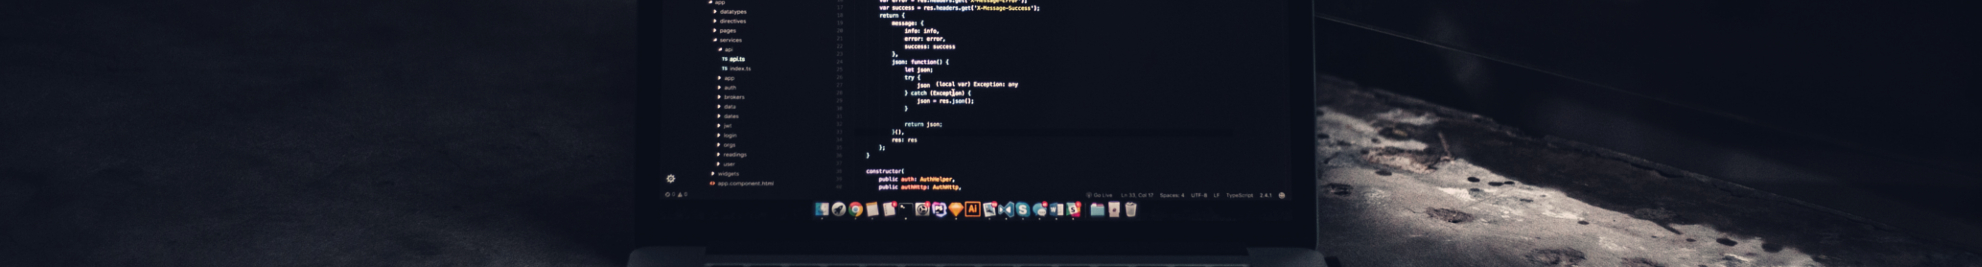 app
datatypes
directives
pages
services
api
TS api.ts
TS index.ts
app
auth
brokers
data
dates
jwt
login
orgs
readings
user
widgets
app.component.html
var error = res.headers.get("X-Message-Error");
var success = res.headers.get("X-Message-Success");
return {
message: {
info: info,
error: error,
success: success
},
json: function() {
let json;
try {
json (local var) Exception: any
} catch (Exception) {
json = res.json();
}
return json;
}(),
res: res
};
}
constructor(
public auth: AuthHelper,
public authHttp: AuthHttp,
Go Live Ln 53, Col 17 Spaces: 4 UTF-8 LF TypeScript 2.4.1
Ai